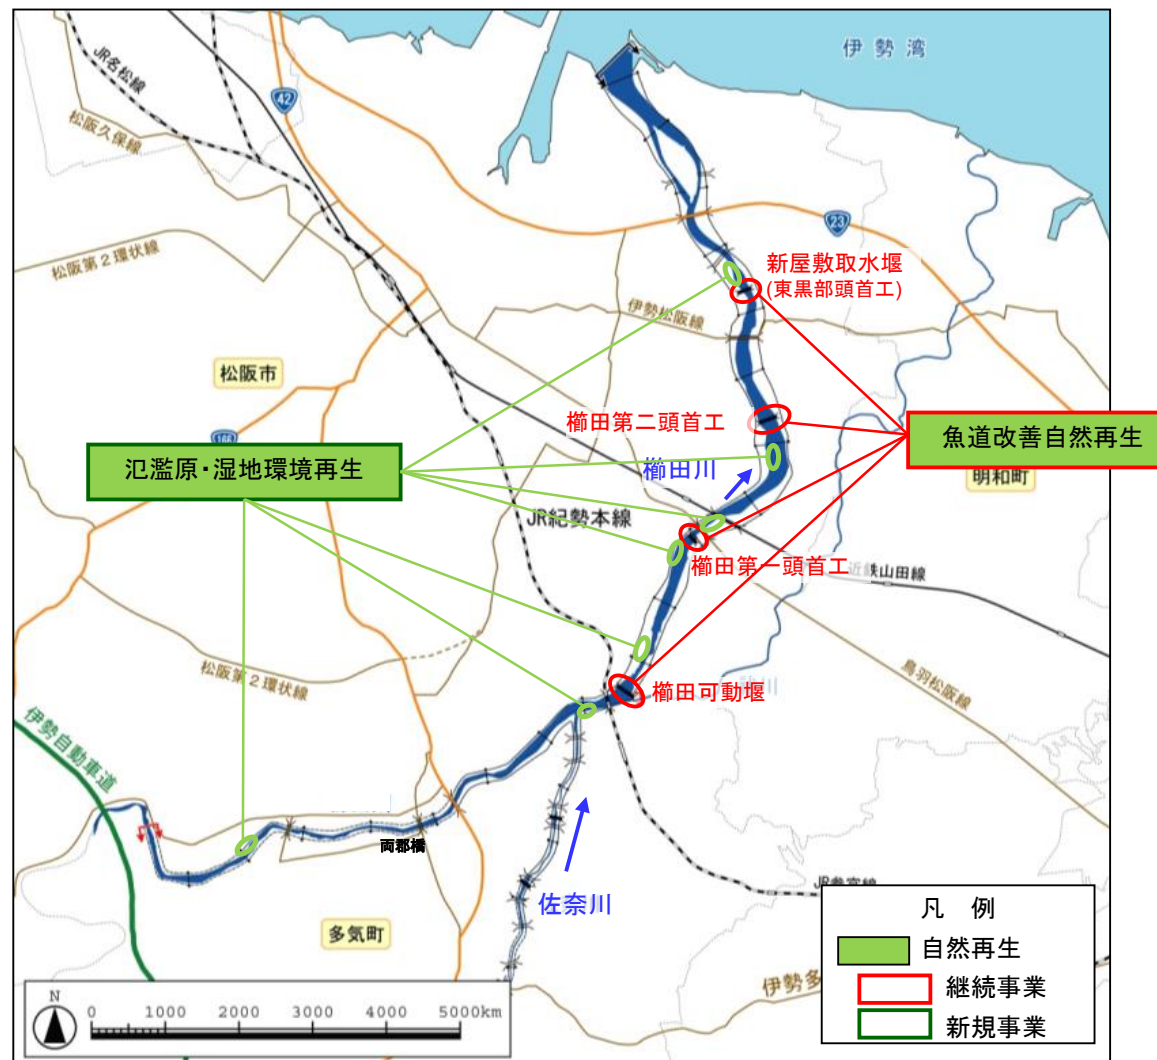 伊勢湾
JR名松線
42
松阪久保線
23
松阪第2環状線
新屋敷取水堰
(東黒部頭首工)
伊勢松阪線
松阪市
櫛田第二頭首工
魚道改善自然再生
166
氾濫原・湿地環境再生
櫛田川
明和町
JR紀勢本線
櫛田第一頭首工
近鉄山田線
鳥羽松阪線
松阪第2環状線
櫛田可動堰
伊勢自動車道
両郡橋
佐奈川
JR参宮線
多気町
凡 例
自然再生
継続事業
新規事業
伊勢多
N
0 1000 2000 3000 4000 5000km